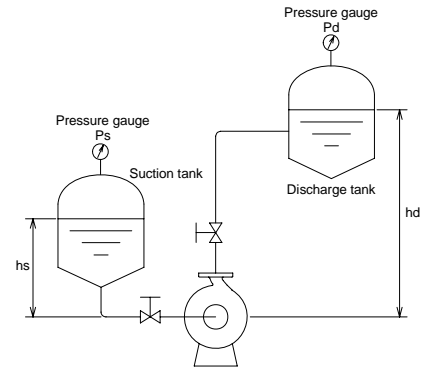 Pressure gauge
Pd
Pressure gauge
Ps
Suction tank
Discharge tank
hd
hs